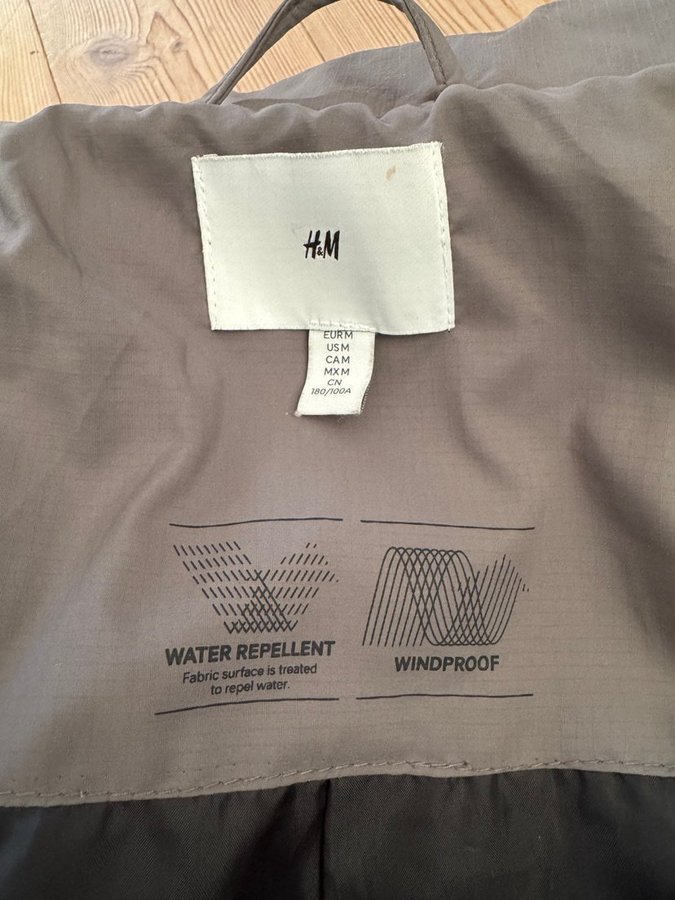 H&M
EUR M
US M
CA M
MX M
CN
180/100A
WATER REPELLENT
Fabric surface is treated
to repel water.
WINDPROOF